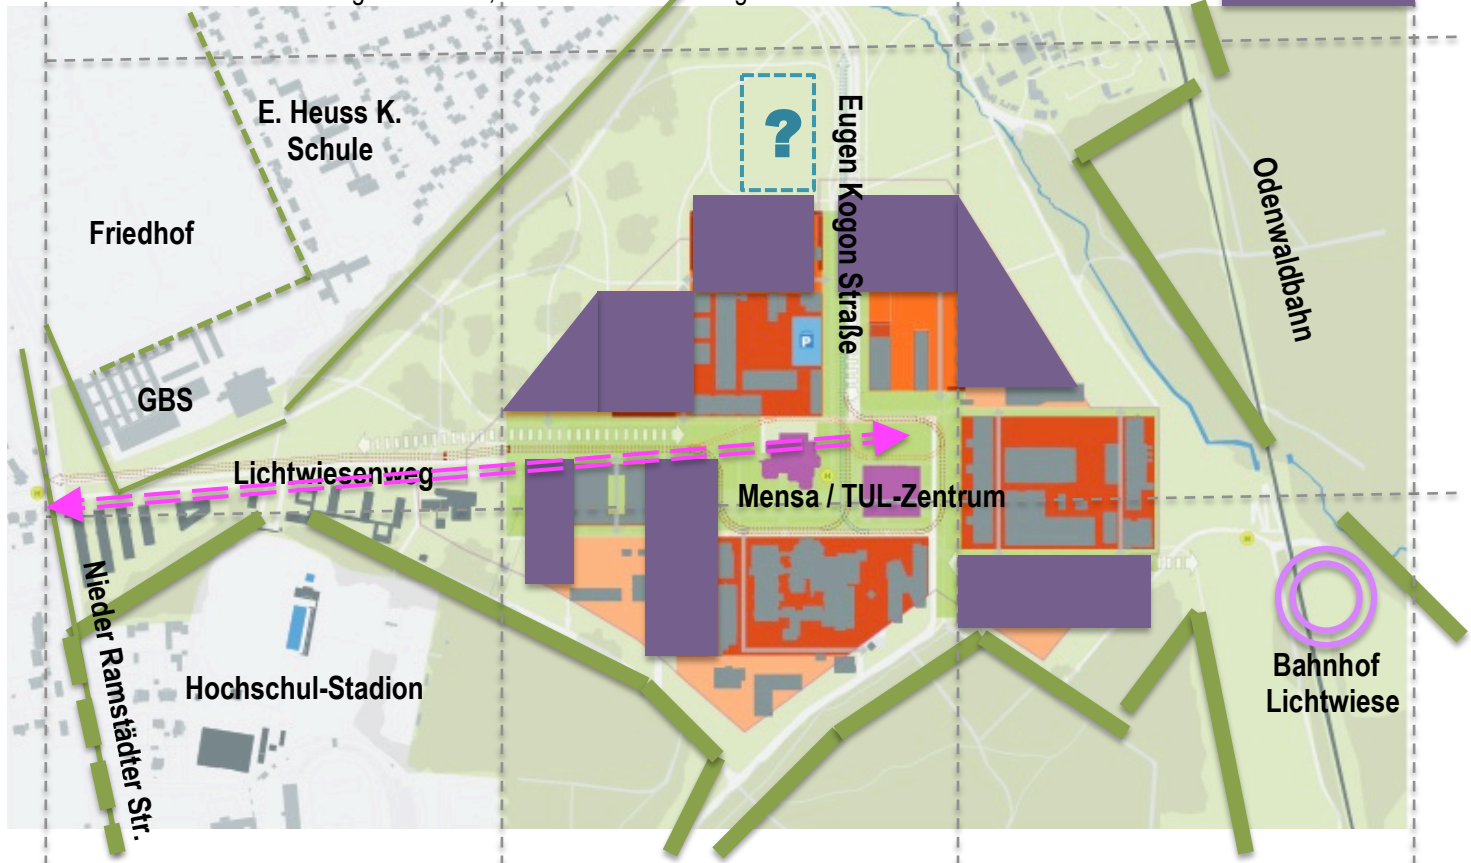 E. Heuss K.
Schule
?
Eugen Kogon Straße
Odenwaldbahn
Friedhof
P
GBS
Lichtwiesenweg
H
H
Mensa / TUL-Zentrum
H
Nieder Ramstädter Str.
Hochschul-Stadion
Bahnhof
Lichtwiese